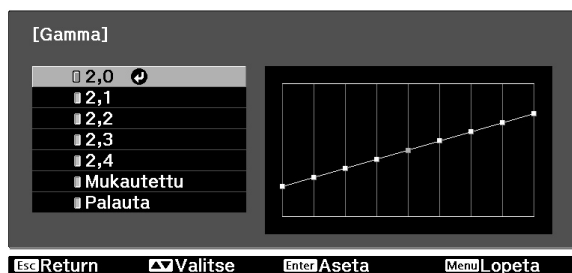 [Gamma]
2,0
2,1
2,2
2,3
2,4
Mukautettu
Palauta
Esc Return Valitse Enter Aseta Menu Lopeta